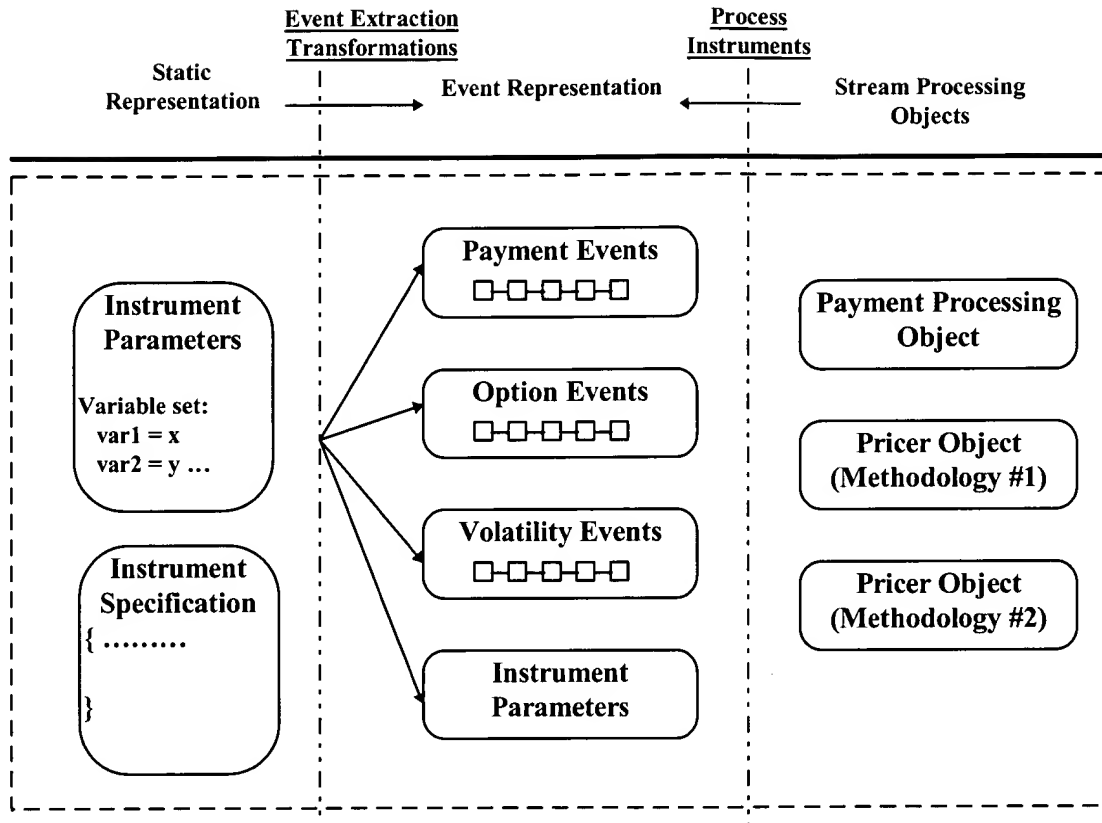 Event Extraction
Transformations
Process
Instruments
Static
Representation
Event Representation
Stream Processing
Objects
Instrument
Parameters
Variable set:
var1 = x
var2 = y ...
Instrument
Specification
{ .........
}
Payment Events
Option Events
Volatility Events
Instrument
Parameters
Payment Processing
Object
Pricer Object
(Methodology #1)
Pricer Object
(Methodology #2)